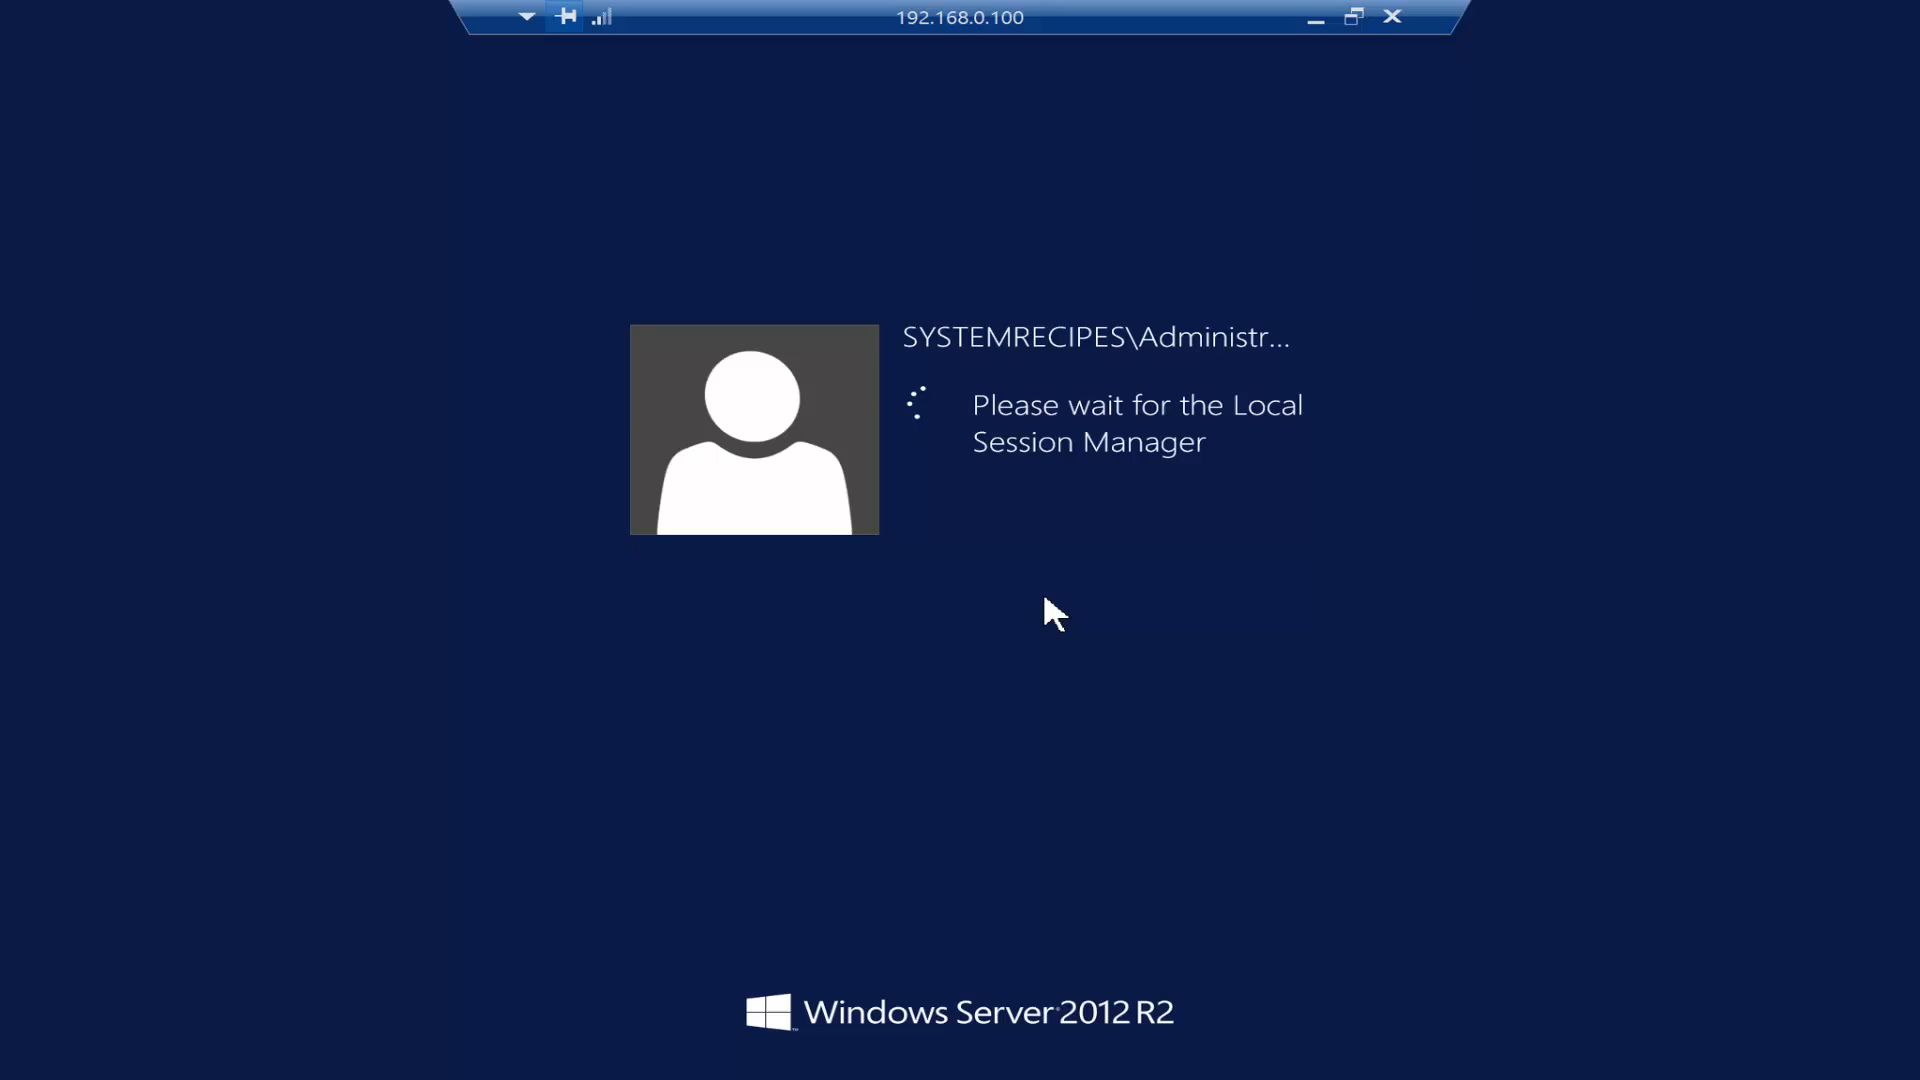 192.168.0.100
SYSTEMRECIPES\Administr...
Please wait for the Local
Session Manager
Windows Server 2012 R2